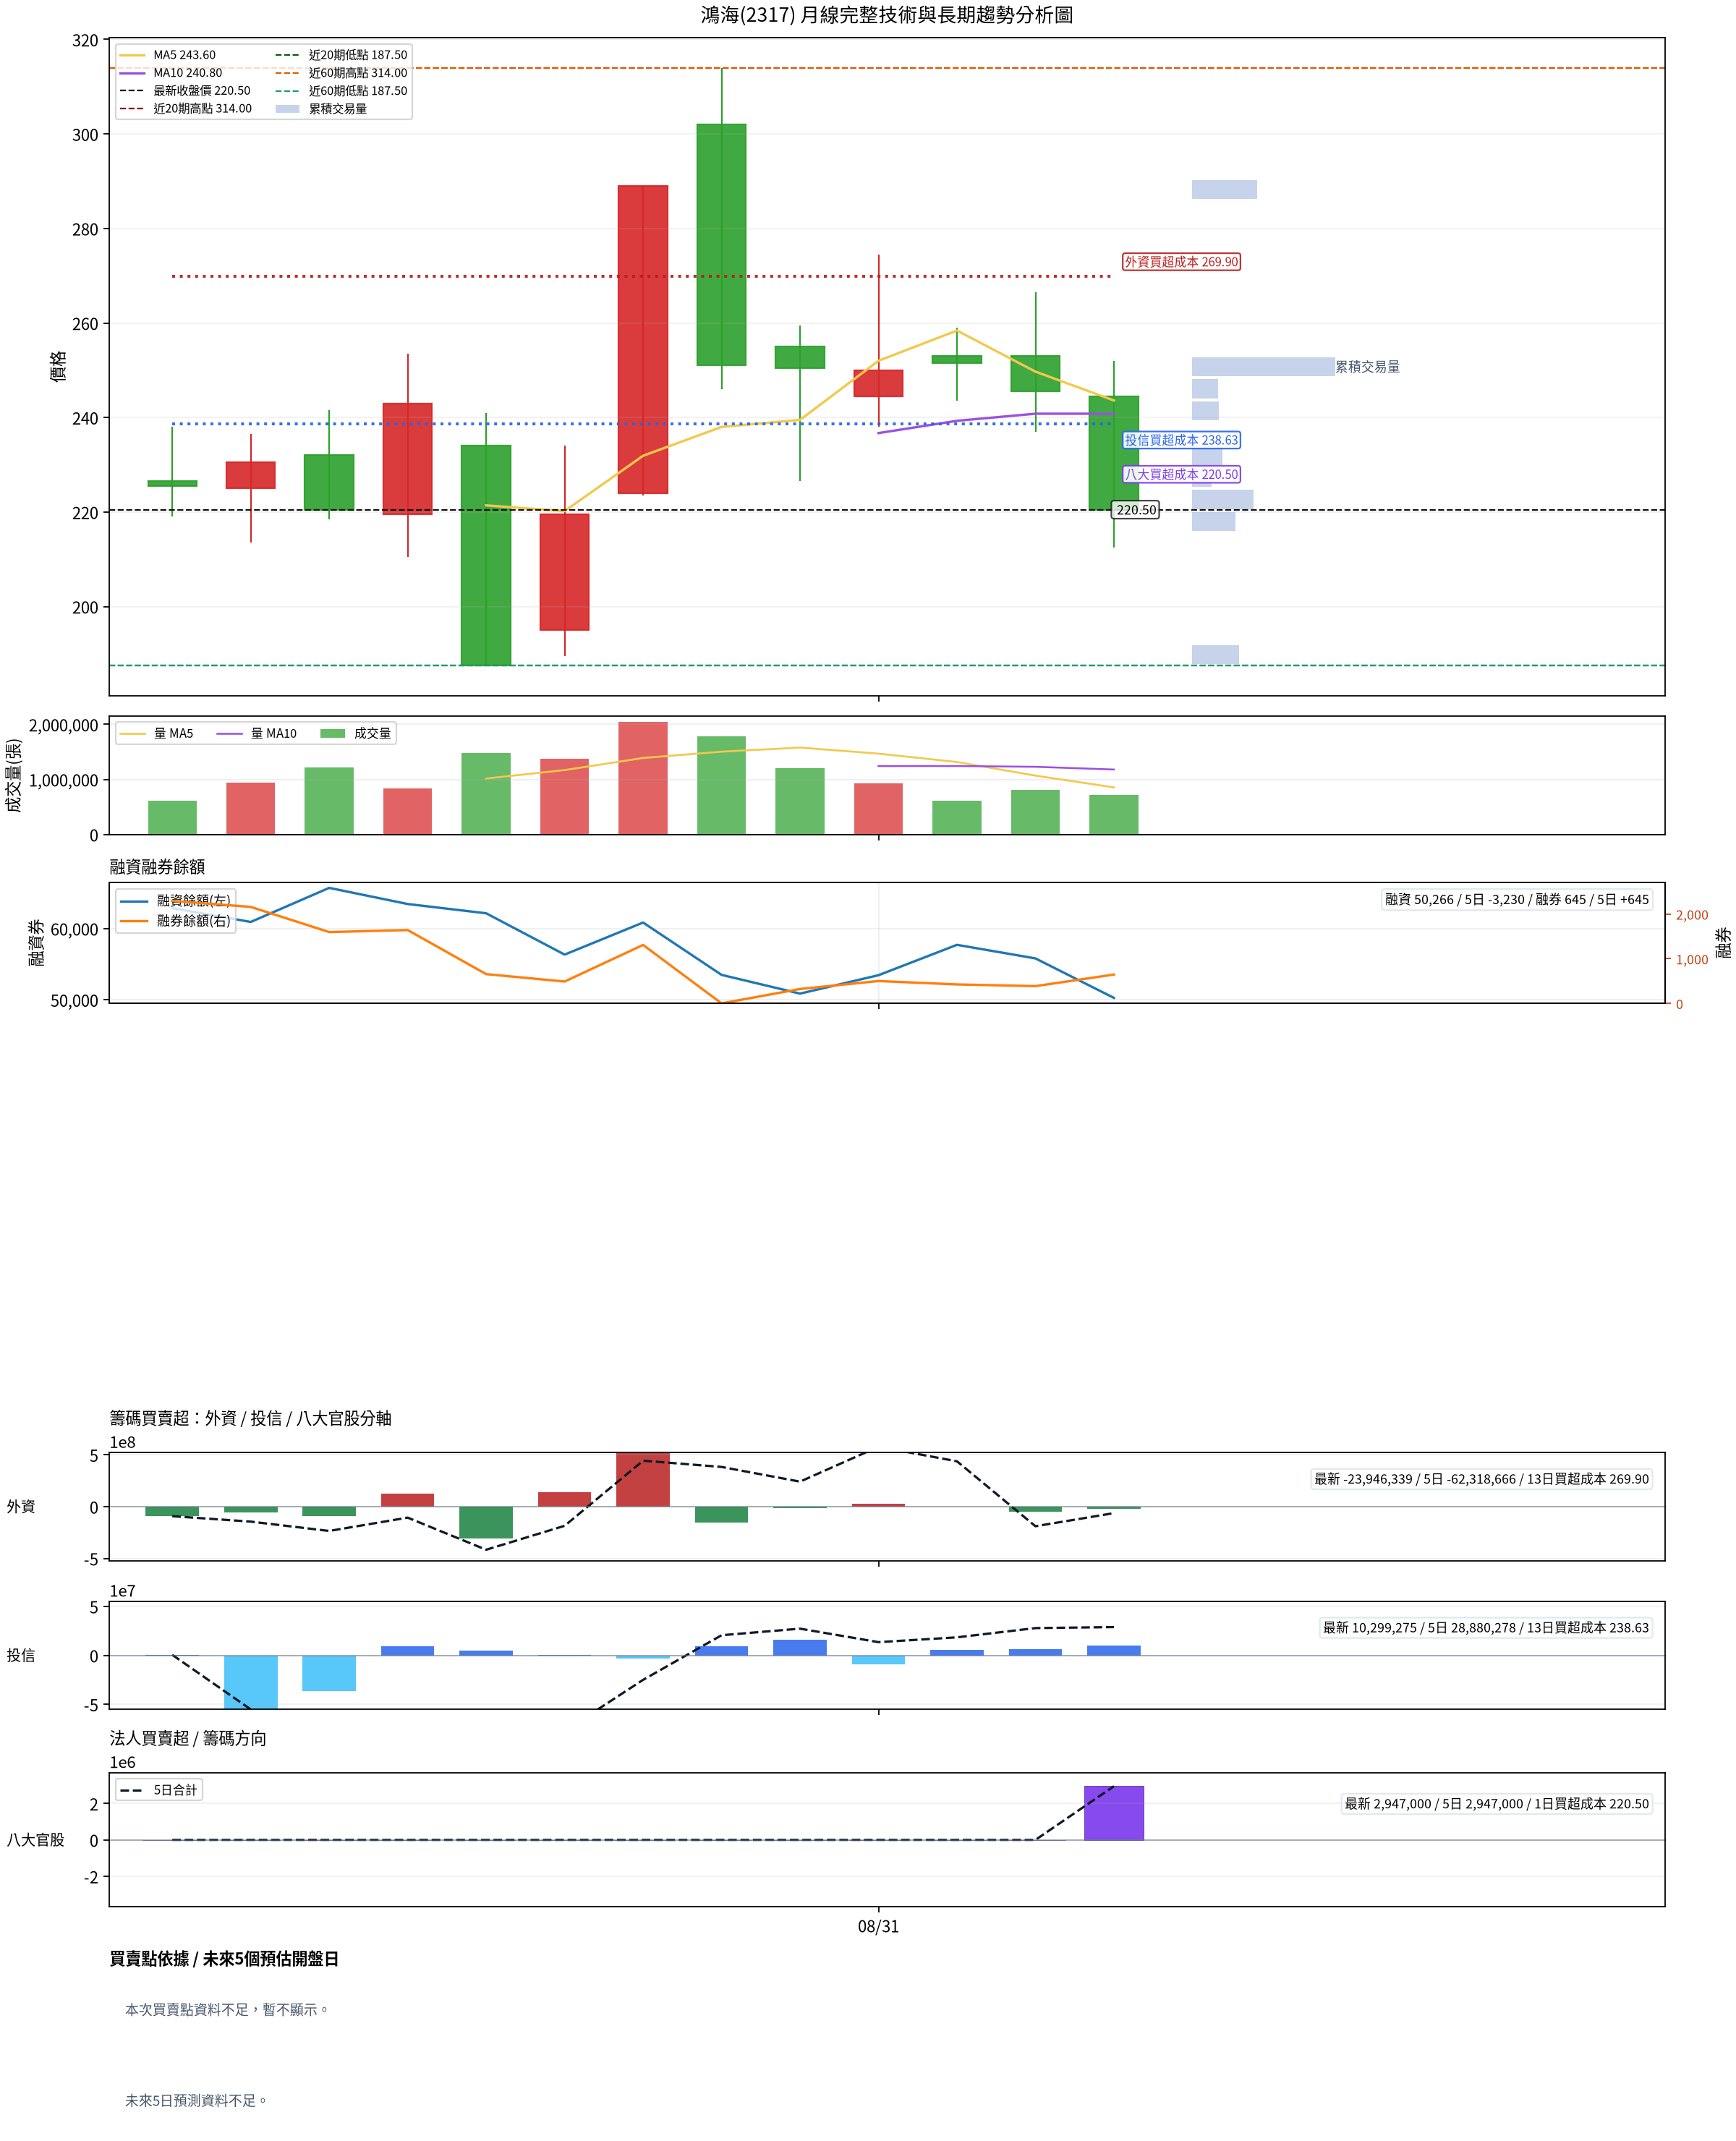 鴻海(2317) 月線完整技術與長期趨勢分析圖
320
300
280
260
240
220
200
價格
MA5 243.60
MA10 240.80
最新收盤價 220.50
近20期高點 314.00
近20期低點 187.50
近60期高點 314.00
近60期低點 187.50
累積交易量
外資買超成本 269.90
累積交易量
投信買超成本 238.63
八大買超成本 220.50
220.50
2,000,000
1,000,000
0
成交量(張)
量 MA5
量 MA10
成交量
融資融券餘額
融資餘額(左)
融券餘額(右)
融資 50,266 / 5日 -3,230 / 融券 645 / 5日 +645
60,000
50,000
融資券
2,000
1,000
0
融券
籌碼買賣超：外資 / 投信 / 八大官股分軸
1e8
5
0
-5
外資
最新 -23,946,339 / 5日 -62,318,666 / 13日買超成本 269.90
1e7
5
0
-5
投信
最新 10,299,275 / 5日 28,880,278 / 13日買超成本 238.63
法人買賣超 / 籌碼方向
1e6
5日合計
2
0
-2
八大官股
最新 2,947,000 / 5日 2,947,000 / 1日買超成本 220.50
08/31
買賣點依據 / 未來5個預估開盤日
本次買賣點資料不足，暫不顯示。
未來5日預測資料不足。